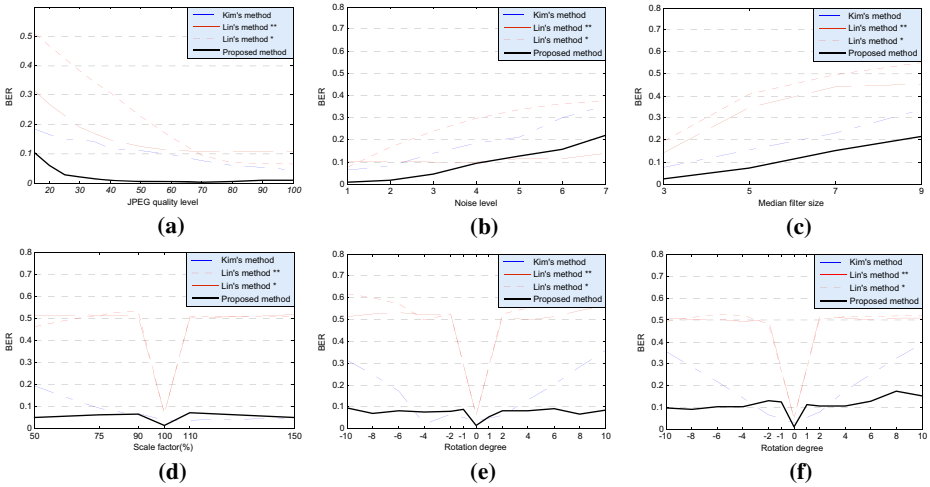 Kim's method
Lin's method **
Lin's method *
Proposed method
BER
0.5
0.4
0.3
0.2
0.1
0
20 30 40 50 60 70 80 90 100
JPEG quality level
(a)
Kim's method
Lin's method **
Lin's method *
Proposed method
BER
0.8
0.7
0.6
0.5
0.4
0.3
0.2
0.1
0
1 2 3 4 5 6 7
Noise level
(b)
Kim's method
Lin's method **
Lin's method *
Proposed method
BER
0.8
0.7
0.6
0.5
0.4
0.3
0.2
0.1
0
3 5 7 9
Median filter size
(c)
Kim's method
Lin's method **
Lin's method *
Proposed method
BER
0.8
0.7
0.6
0.5
0.4
0.3
0.2
0.1
0
50 75 90 100 110 150
Scale factor(%)
(d)
Kim's method
Lin's method **
Lin's method *
Proposed method
BER
0.8
0.7
0.6
0.5
0.4
0.3
0.2
0.1
0
-10 -8 -6 -4 -2 -1 0 1 2 4 6 8 10
Rotation degree
(e)
Kim's method
Lin's method **
Lin's method *
Proposed method
BER
0.8
0.7
0.6
0.5
0.4
0.3
0.2
0.1
0
-10 -8 -6 -4 -2 -1 0 1 2 4 6 8 10
Rotation degree
(f)